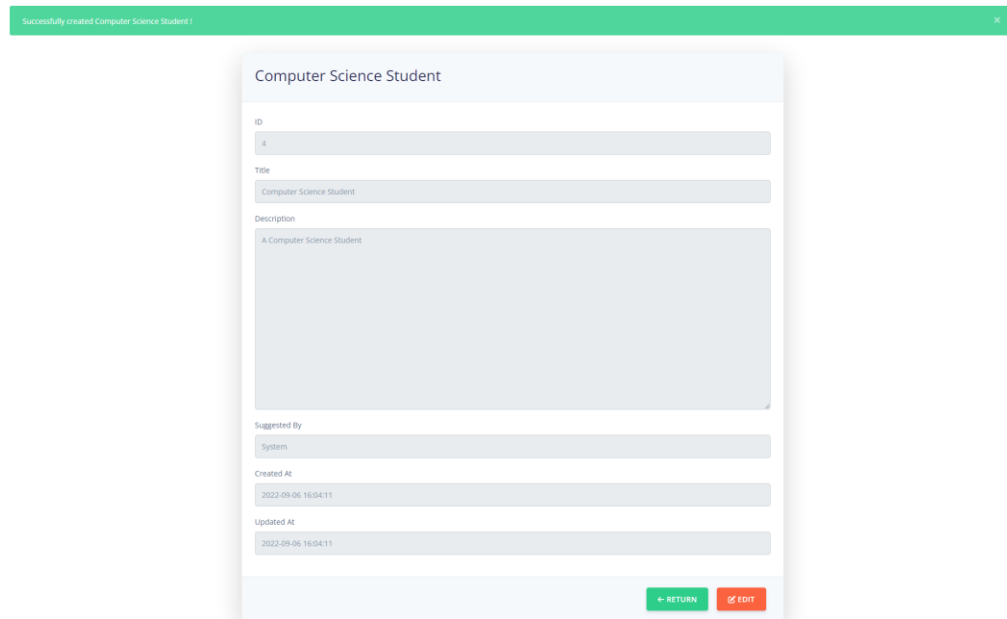 Successfully created Computer Science Student !
×
Computer Science Student
ID
4
Title
Computer Science Student
Description
A Computer Science Student
Suggested By
System
Created At
2022-09-06 16:04:11
Updated At
2022-09-06 16:04:11
← RETURN
EDIT